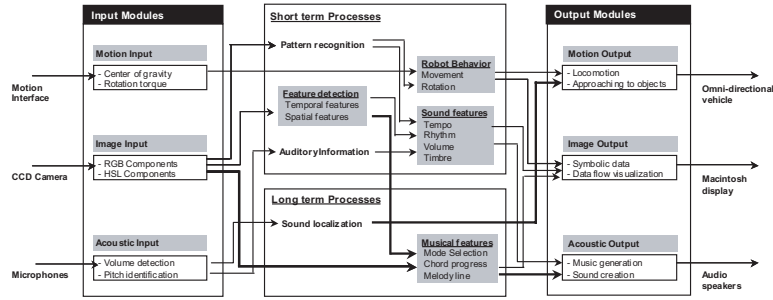 Input Modules
Short term Processes
Output Modules
Motion Input
- Center of gravity
- Rotation torque
Motion
Interface
Image Input
- RGB Components
- HSL Components
CCD Camera
Acoustic Input
- Volume detection
- Pitch identification
Microphones
Pattern recognition
Robot Behavior
Movement
Rotation
Feature detection
Temporal features
Spatial features
Sound features
Tempo
Rhythm
Volume
Timbre
Auditory Information
Long term Processes
Sound localization
Musical features
Mode Selection
Chord progress
Melody line
Motion Output
- Locomotion
- Approaching to objects
Omni-directional
vehicle
Image Output
- Symbolic data
- Data flow visualization
Macintosh
display
Acoustic Output
- Music generation
- Sound creation
Audio
speakers